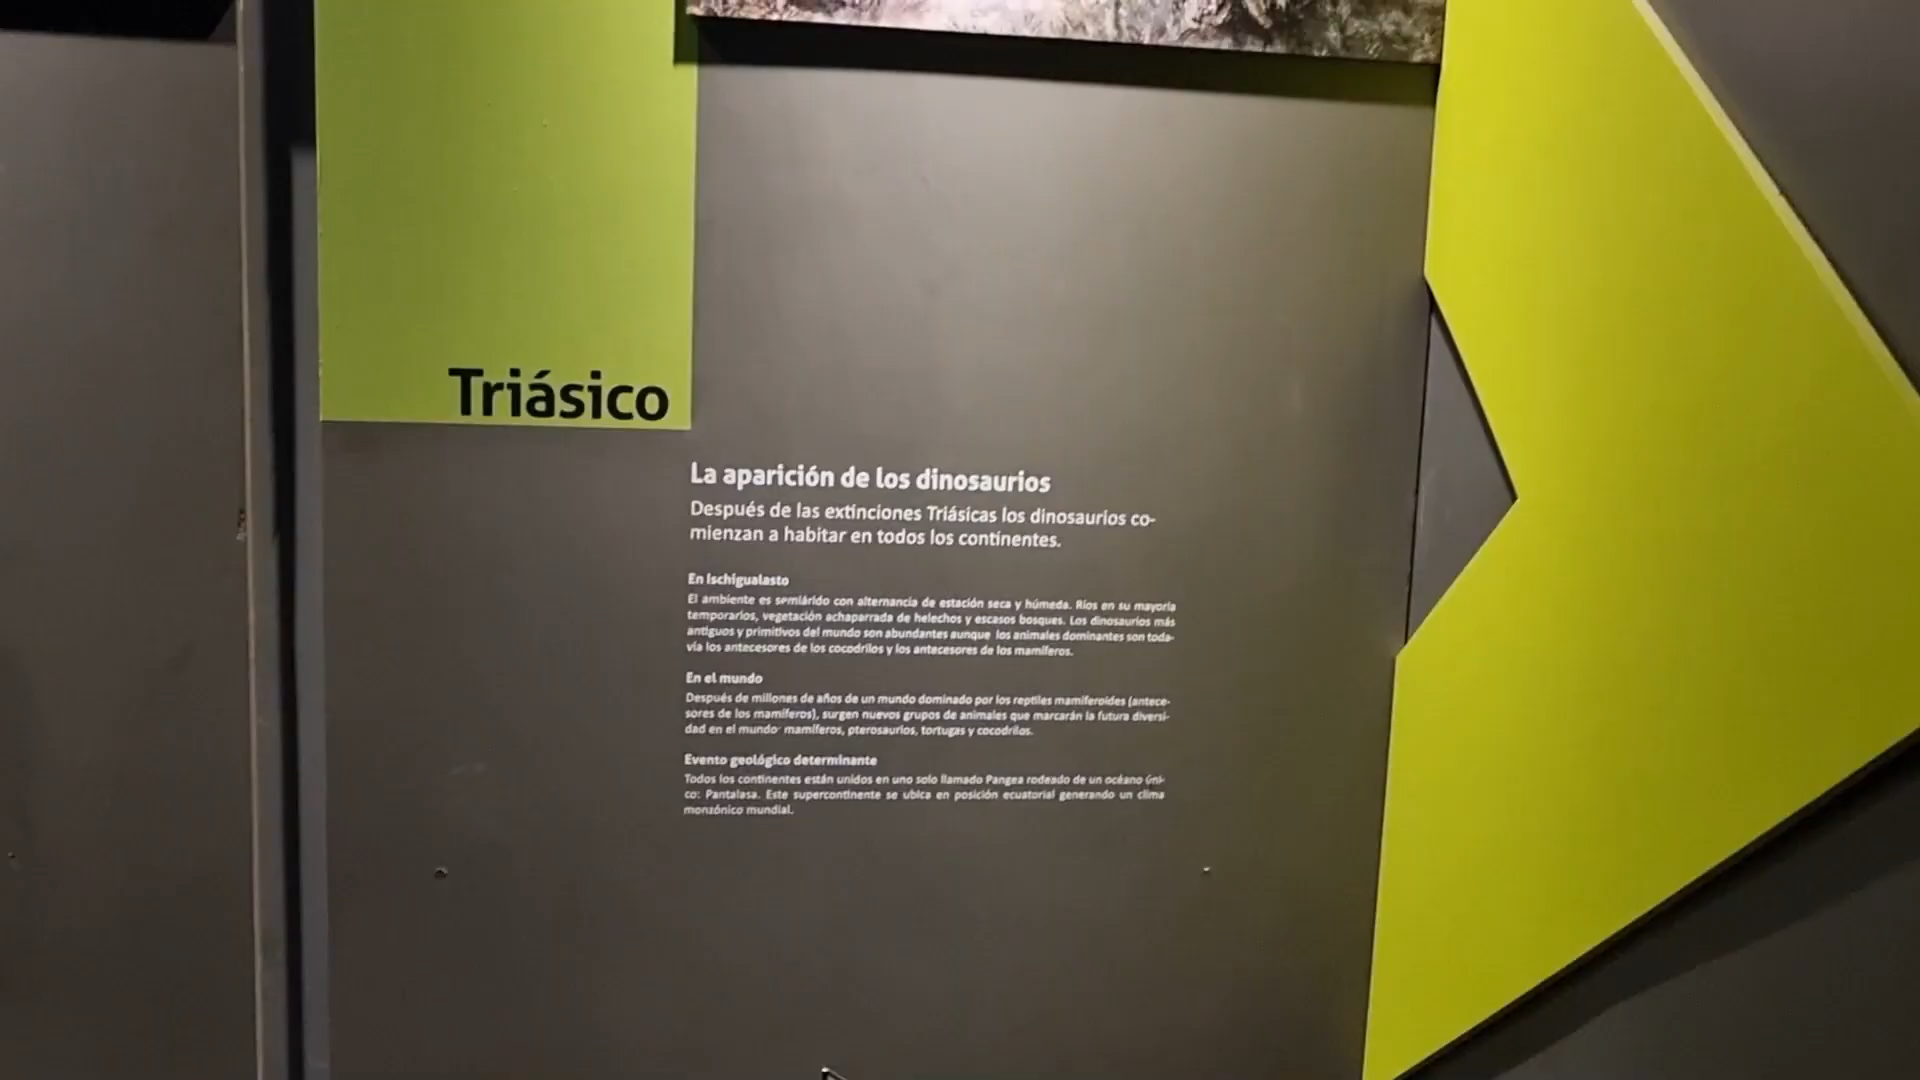 Triásico
La aparición de los dinosaurios
Después de las extinciones Triásicas los dinosaurios co-
mienzan a habitar en todos los continentes.
En Ischigualasto
El ambiente es semiárido con alternancia de estación seca y húmeda. Ríos en su mayoría
temporarios, vegetación achaparrada de helechos y escasos bosques. Los dinosaurios más
antiguos y primitivos del mundo son abundantes aunque los animales dominantes son toda-
vía los antecesores de los cocodrilos y los antecesores de los mamíferos.
En el mundo
Después de millones de años de un mundo dominado por los reptiles mamiferoides (antece-
sores de los mamíferos), surgen nuevos grupos de animales que marcarán la futura diversi-
dad en el mundo: mamíferos, pterosaurios, tortugas y cocodrilos.
Evento geológico determinante
Todos los continentes están unidos en uno solo llamado Pangea rodeado de un océano úni-
co: Pantalasa. Este supercontinente se ubica en posición ecuatorial generando un clima
monzónico mundial.